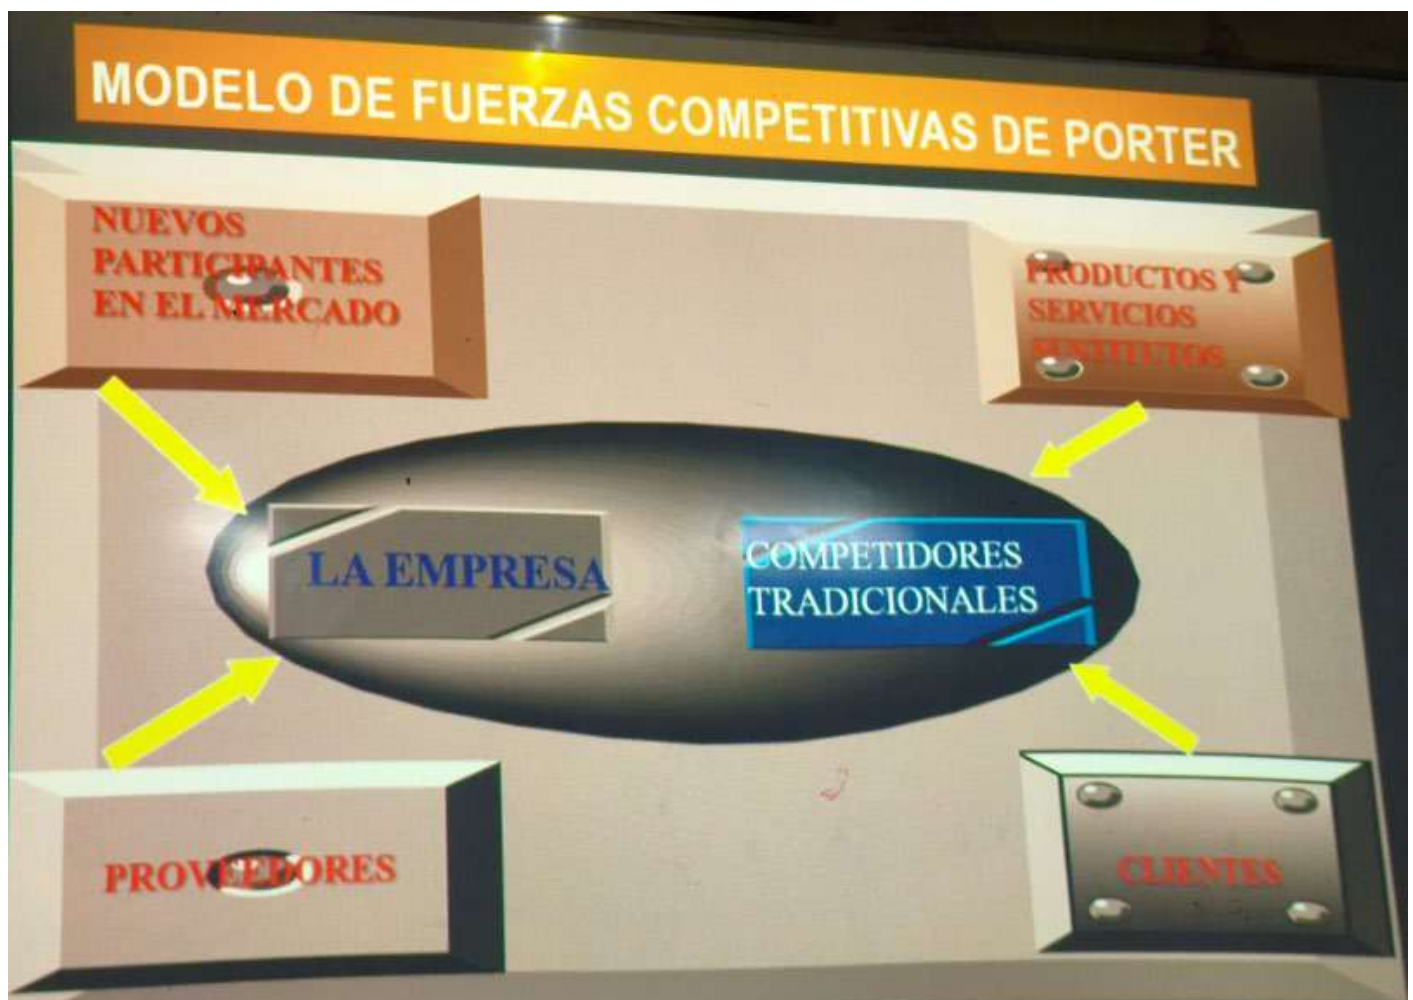 MODELO DE FUERZAS COMPETITIVAS DE PORTER
NUEVOS
PARTICIPANTES
EN EL MERCADO
PRODUCTOS Y
SERVICIOS
SUSTITUTOS
LA EMPRESA
COMPETIDORES
TRADICIONALES
PROVEEDORES
CLIENTES